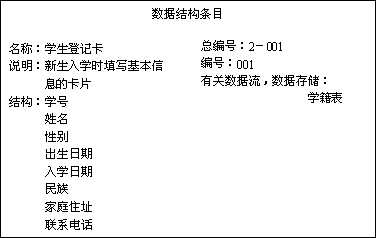 数据结构条目
名称：学生登记卡
说明：新生入学时填写基本信
息的卡片
结构：学号
姓名
性别
出生日期
入学日期
民族
家庭住址
联系电话
总编号：2－001
编号：001
有关数据流，数据存储：
学籍表